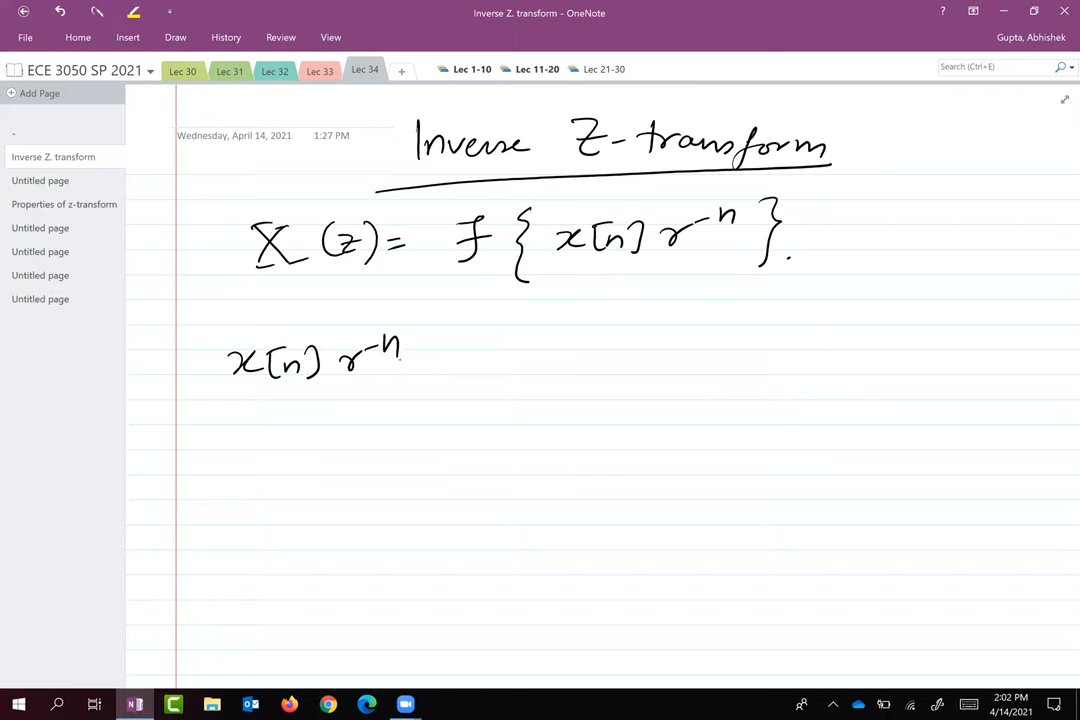 Inverse Z. transform - OneNote
File Home Insert Draw History Review View
Gupta, Abhishek
ECE 3050 SP 2021 Lec 30 Lec 31 Lec 32 Lec 33 Lec 34 Lec 1-10 Lec 11-20 Lec 21-30
Search (Ctrl+E)
Add Page
-
Inverse Z. transform
Untitled page
Properties of z-transform
Untitled page
Untitled page
Untitled page
Untitled page
Wednesday, April 14, 2021 1:27 PM
Inverse Z-transform
X(z) = F{x[n] r^-n}.
x[n] r^-n
2:02 PM
4/14/2021